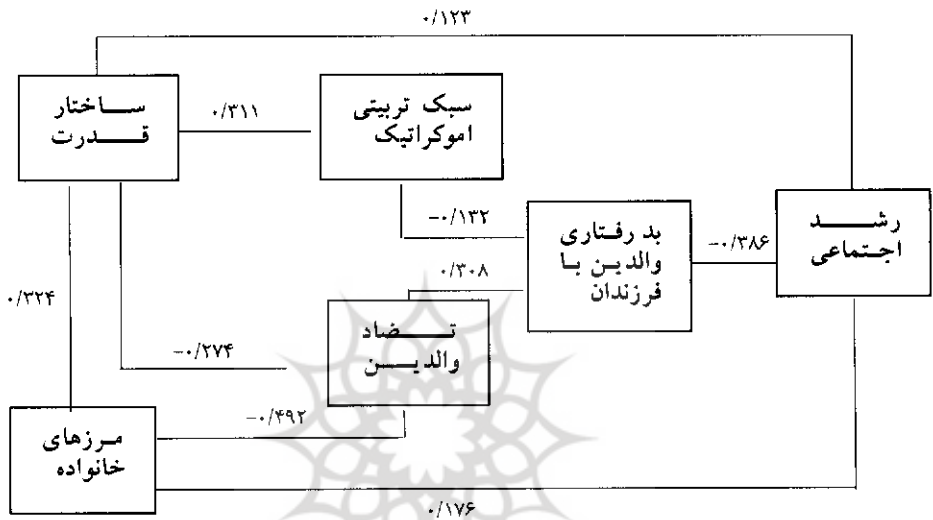 ۰/۱۲۳
ساختار
قدرت
۰/۳۱۱
سبک تربیتی
اموکراتیک
-۰/۱۳۲
بد رفتاری
والدین با
فرزندان
-۰/۳۸۶
رشد
اجتماعی
۰/۳۰۸
تضاد
والدین
۰/۳۲۴
-۰/۲۷۴
-۰/۴۹۲
مرزهای
خانواده
۰/۱۷۶